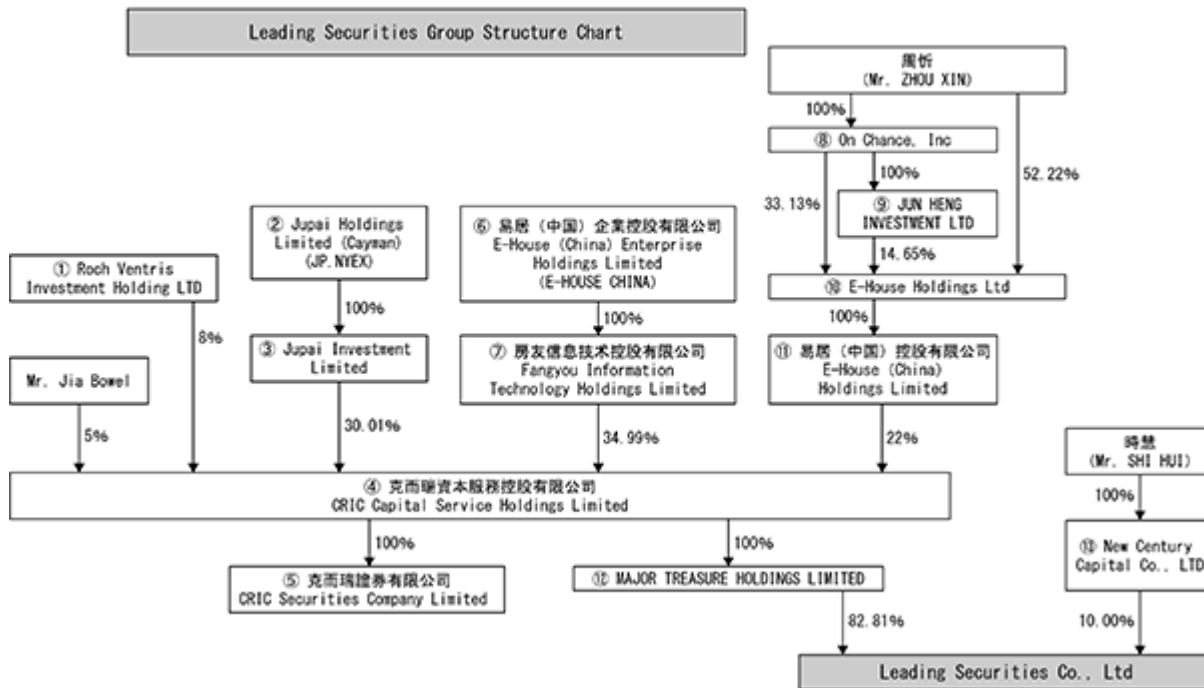 Leading Securities Group Structure Chart
周忻
(Mr. ZHOU XIN)
100%
⑧ On Chance, Inc
100%
52.22%
33.13%
⑨ JUN HENG
INVESTMENT LTD
14.65%
⑩ E-House Holdings Ltd
100%
⑪ 易居（中国）控股有限公司
E-House (China)
Holdings Limited
22%
② Jupai Holdings
Limited (Cayman)
(JP.NYEX)
100%
③ Jupai Investment
Limited
30.01%
⑥ 易居（中国）企業控股有限公司
E-House (China) Enterprise
Holdings Limited
(E-HOUSE CHINA)
100%
⑦ 房友信息技术控股有限公司
Fangyou Information
Technology Holdings Limited
34.99%
① Roch Ventris
Investment Holding LTD
8%
Mr. Jia Bowel
5%
④ 克而瑞資本服務控股有限公司
CRIC Capital Service Holdings Limited
100%
⑤ 克而瑞證券有限公司
CRIC Securities Company Limited
100%
⑫ MAJOR TREASURE HOLDINGS LIMITED
82.81%
時慧
(Mr. SHI HUI)
100%
⑬ New Century
Capital Co., LTD
10.00%
Leading Securities Co., Ltd